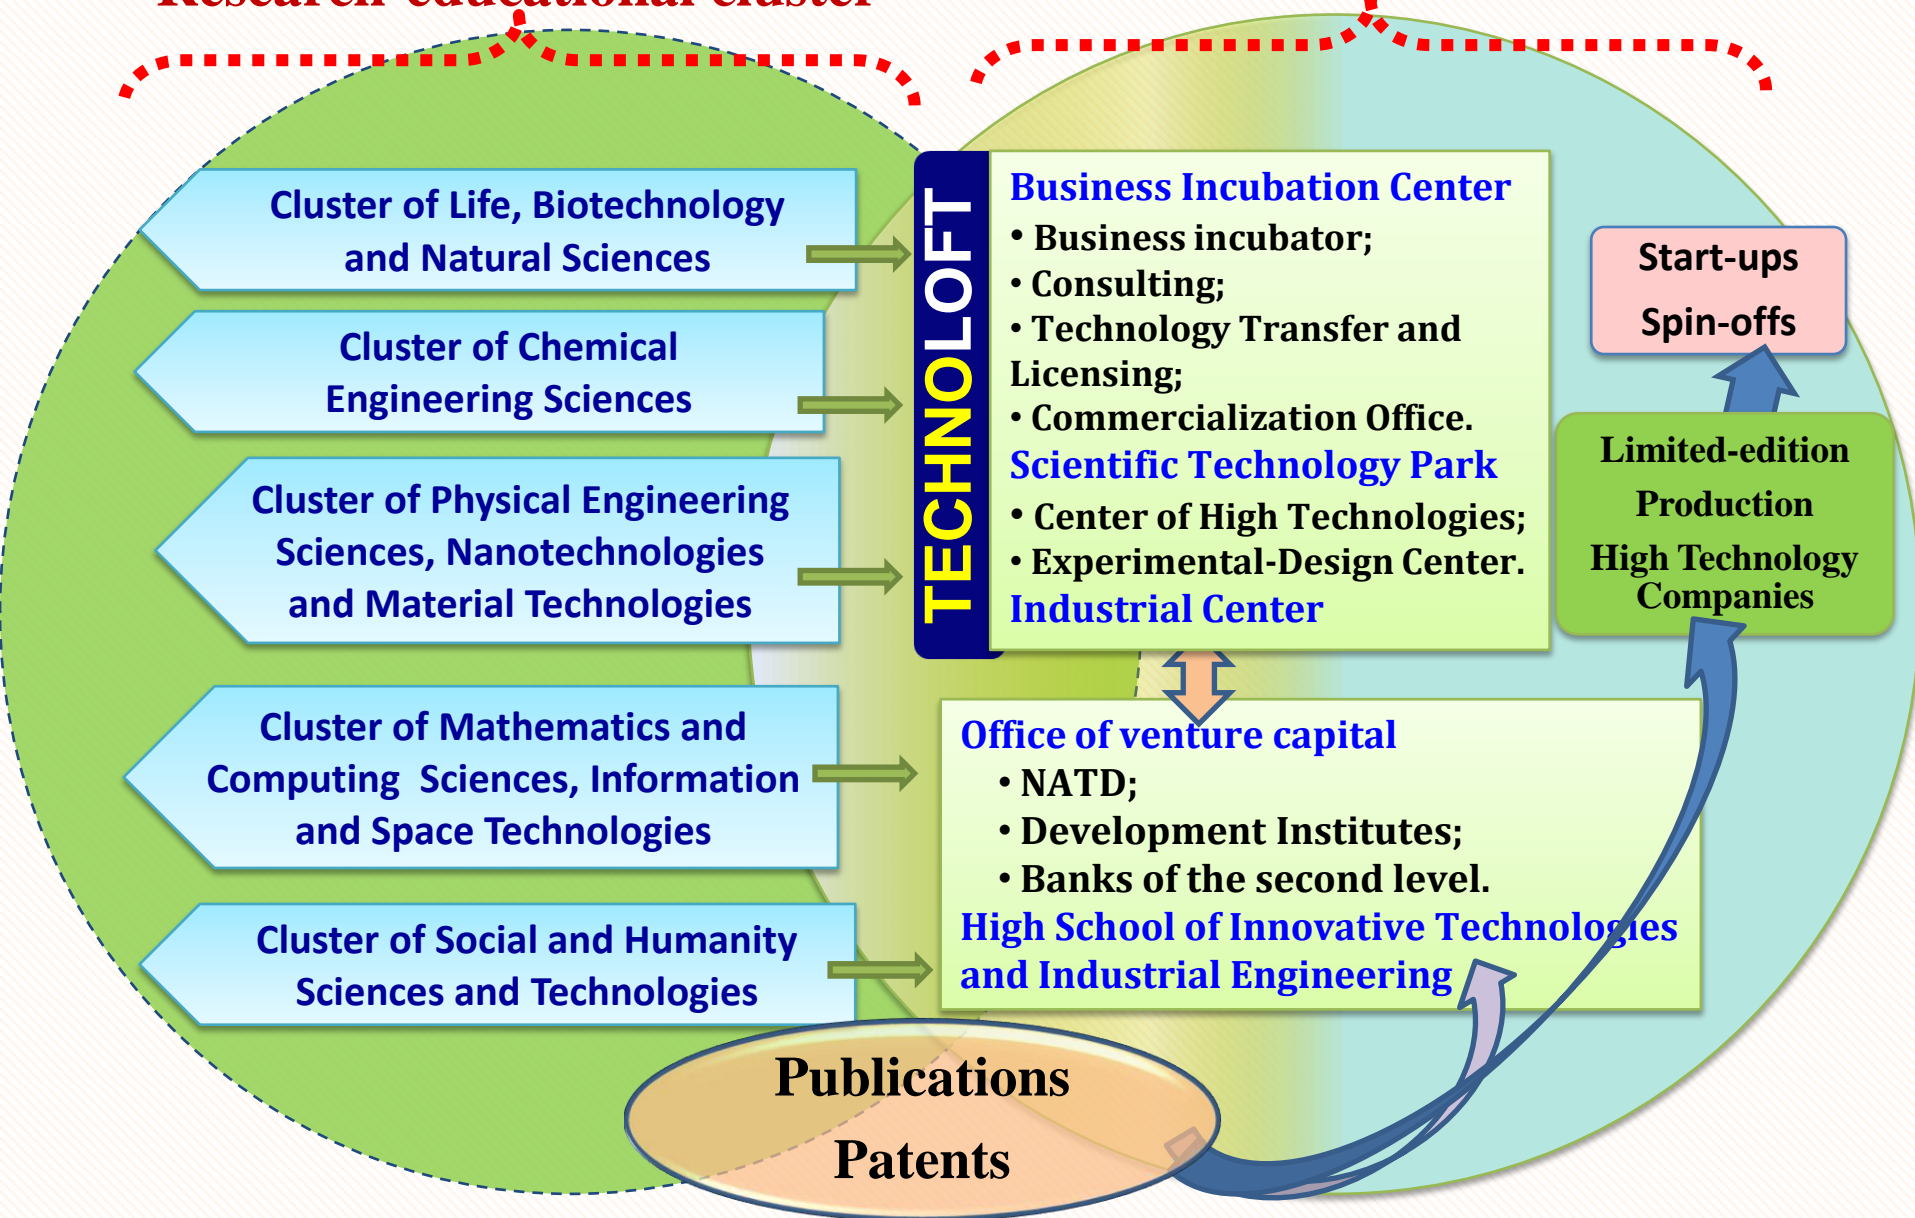 Research-educational cluster
Cluster of Life, Biotechnology
and Natural Sciences
Cluster of Chemical
Engineering Sciences
Cluster of Physical Engineering
Sciences, Nanotechnologies
and Material Technologies
Cluster of Mathematics and
Computing Sciences, Information
and Space Technologies
Cluster of Social and Humanity
Sciences and Technologies
TECHNOLOFT
Business Incubation Center
• Business incubator;
• Consulting;
• Technology Transfer and
Licensing;
• Commercialization Office.
Scientific Technology Park
• Center of High Technologies;
• Experimental-Design Center.
Industrial Center
Office of venture capital
• NATD;
• Development Institutes;
• Banks of the second level.
High School of Innovative Technologies
and Industrial Engineering
Start-ups
Spin-offs
Limited-edition
Production
High Technology
Companies
Publications
Patents